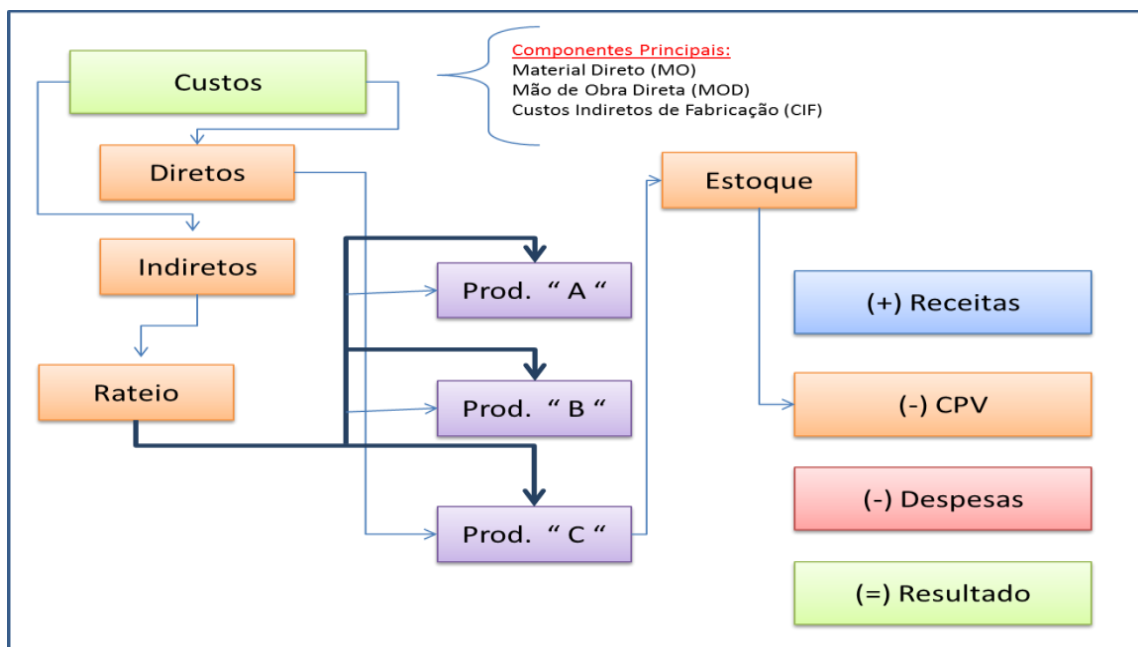 Custos
Componentes Principais:
Material Direto (MO)
Mão de Obra Direta (MOD)
Custos Indiretos de Fabricação (CIF)
Diretos
Estoque
Indiretos
Prod. “ A “
(+) Receitas
Rateio
Prod. “ B “
(-) CPV
(-) Despesas
Prod. “ C “
(=) Resultado